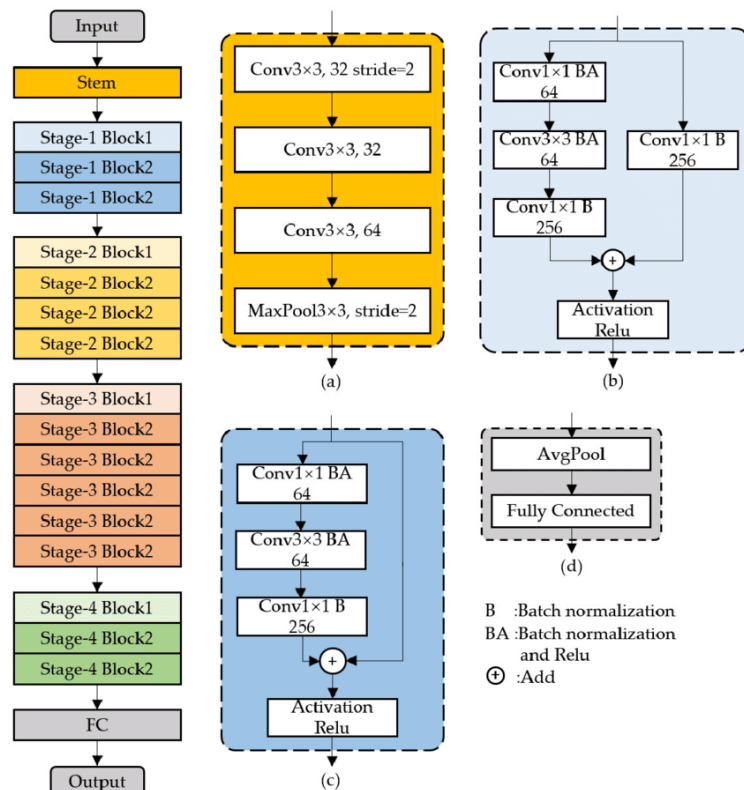 Input
Stem
Stage-1 Block1
Stage-1 Block2
Stage-1 Block2
Stage-2 Block1
Stage-2 Block2
Stage-2 Block2
Stage-2 Block2
Stage-3 Block1
Stage-3 Block2
Stage-3 Block2
Stage-3 Block2
Stage-3 Block2
Stage-3 Block2
Stage-4 Block1
Stage-4 Block2
Stage-4 Block2
FC
Output
Conv3×3, 32 stride=2
Conv3×3, 32
Conv3×3, 64
MaxPool3×3, stride=2
(a)
Conv1×1 BA
64
Conv3×3 BA
64
Conv1×1 B
256
Conv1×1 B
256
+
Activation
Relu
(b)
Conv1×1 BA
64
Conv3×3 BA
64
Conv1×1 B
256
+
Activation
Relu
(c)
AvgPool
Fully Connected
(d)
B :Batch normalization
BA :Batch normalization
and Relu
⊕ :Add